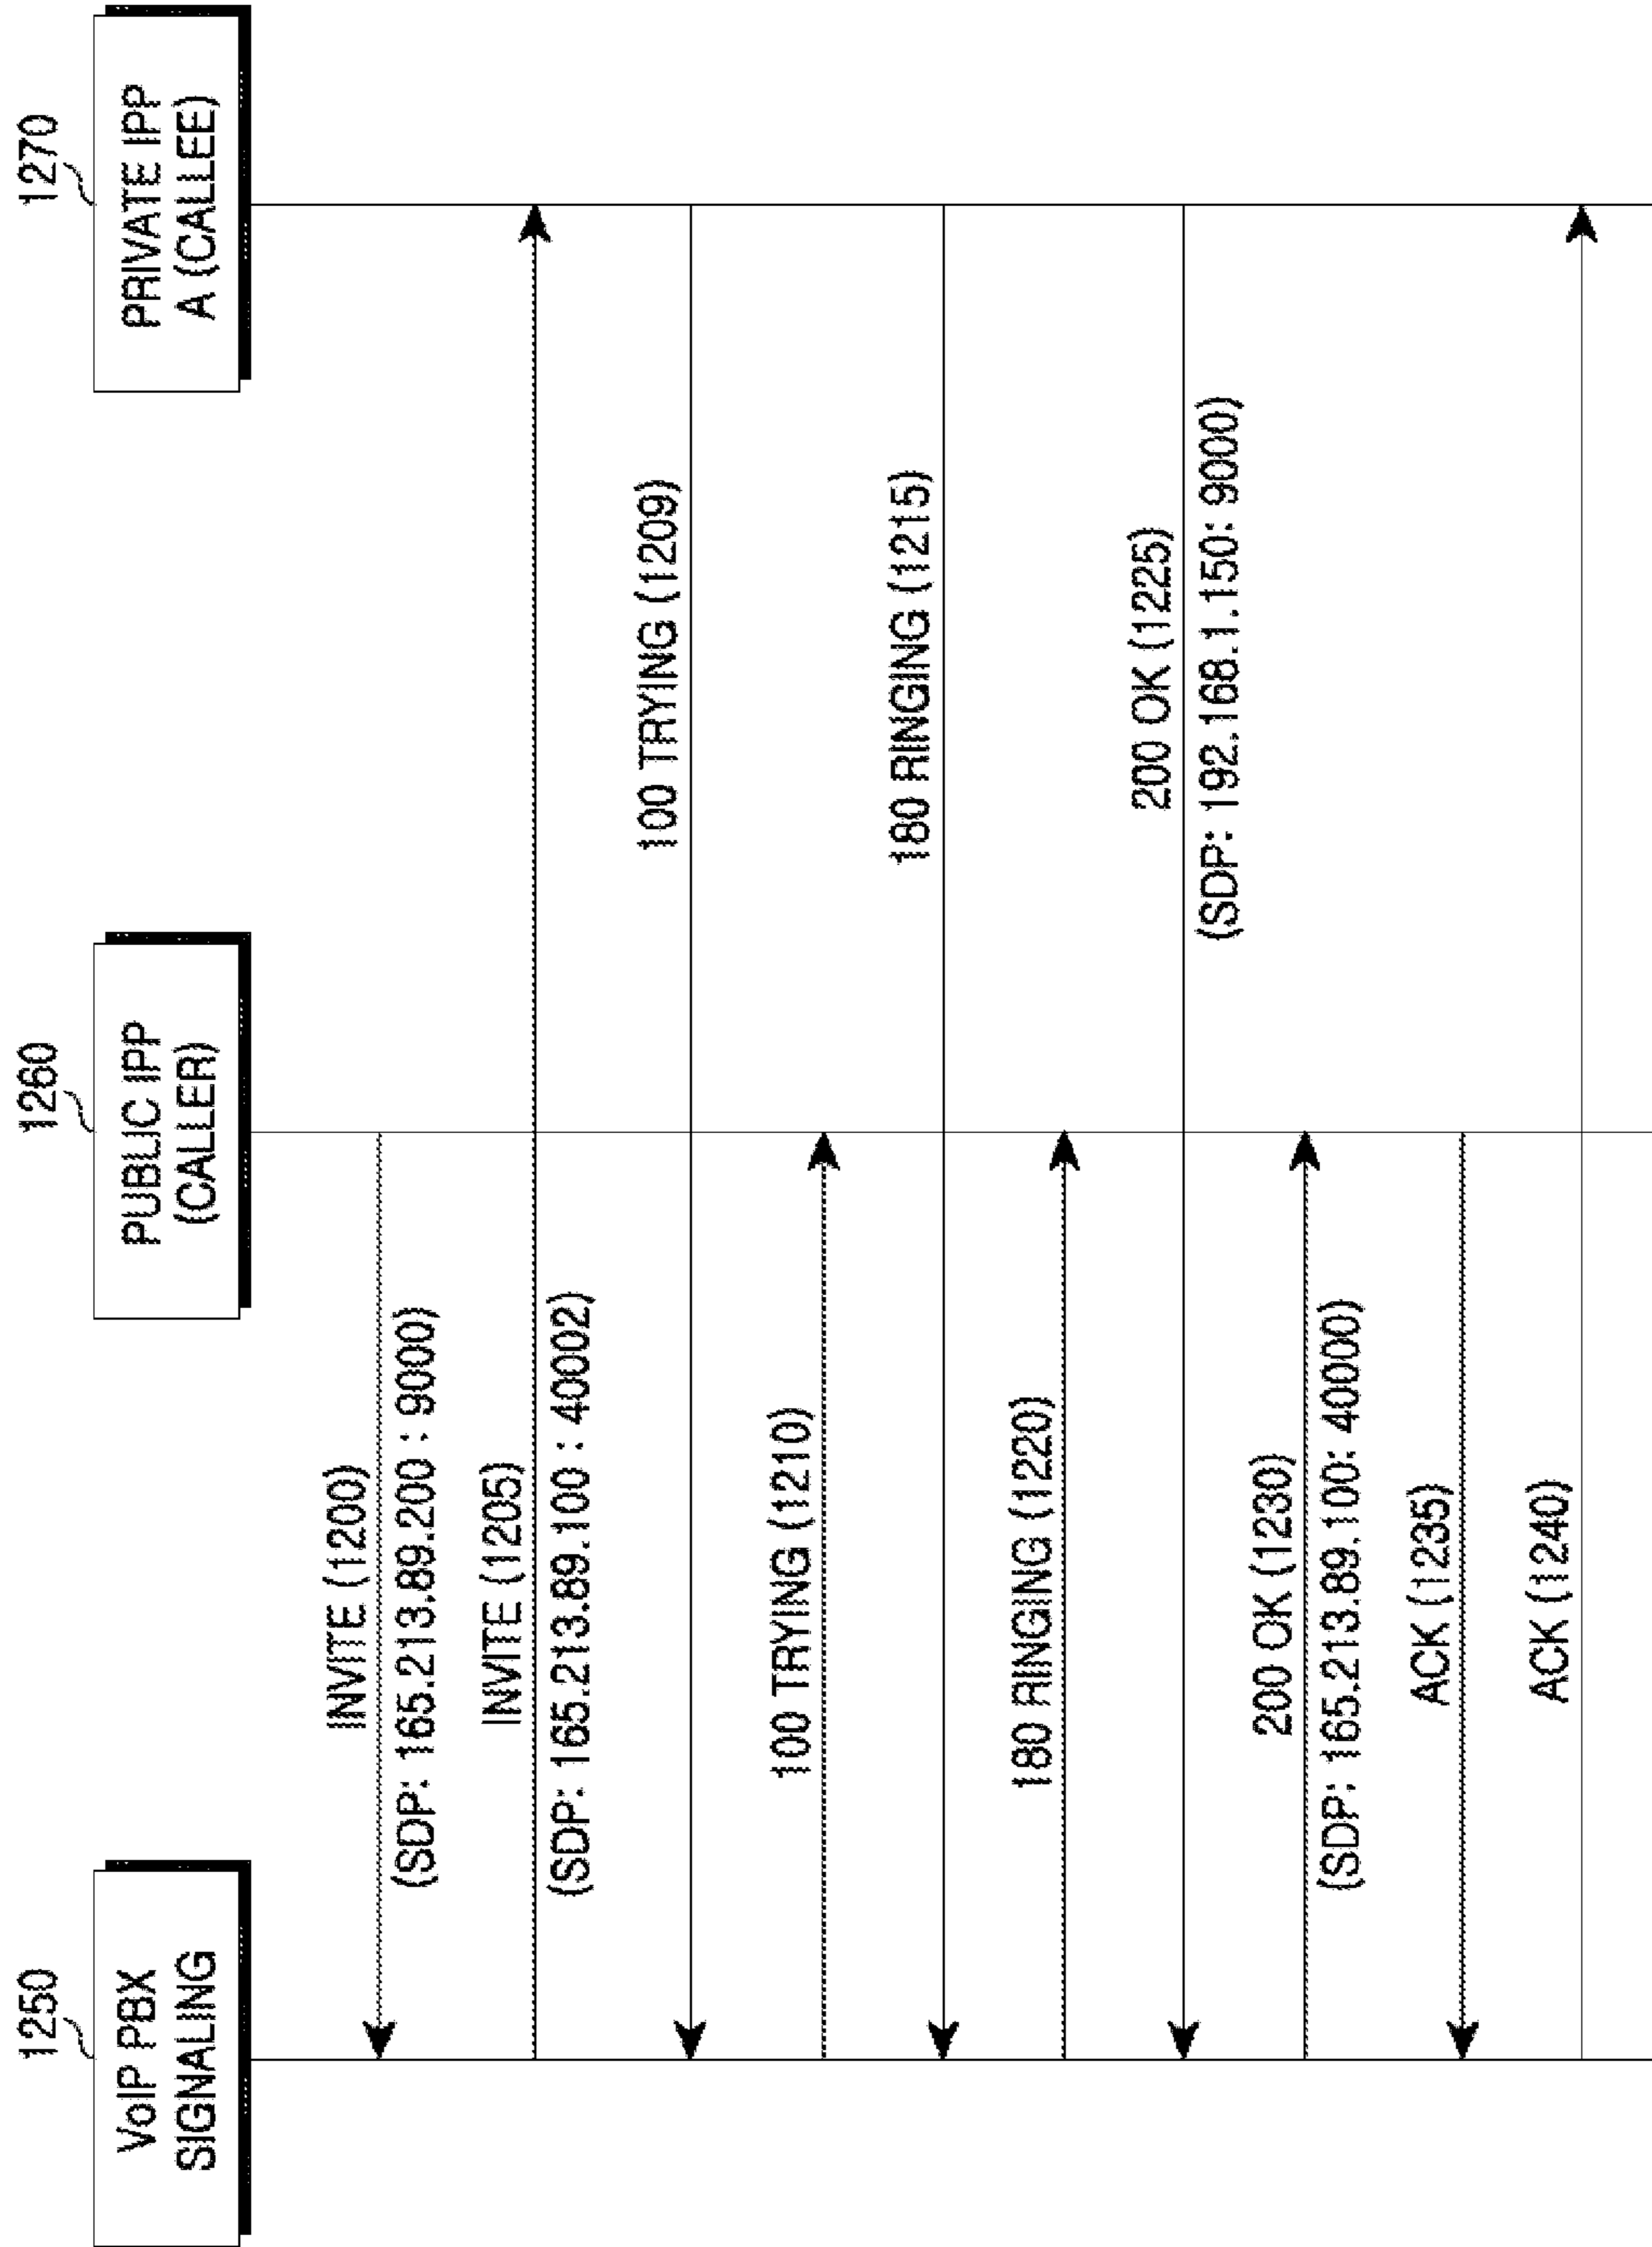 1250
VoIP PBX
SIGNALING
1260
PUBLIC IPP
(CALLER)
1270
PRIVATE IPP
A (CALLEE)
INVITE (1200)
(SDP: 165.213.89.200 : 9000)
INVITE (1205)
(SDP: 165.213.89.100 : 40002)
100 TRYING (1209)
100 TRYING (1210)
180 RINGING (1215)
180 RINGING (1220)
200 OK (1225)
(SDP: 192.168.1.150: 9000)
200 OK (1230)
(SDP: 165.213.89.100: 40000)
ACK (1235)
ACK (1240)